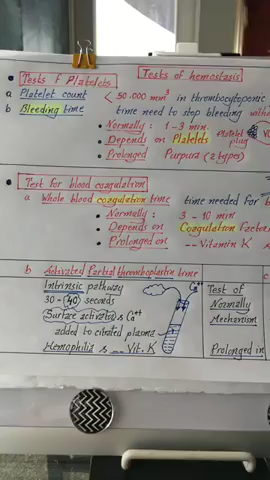 Tests of hemostasis
• Tests F Platelets
a Platelet count < 50.000 mm³ in thrombocytoponic
b Bleeding time time need to stop bleeding
• Normally: 1-3 min.
• Depends on Platelets Platelet plug
• Prolonged Purpura (2 types)
• Test for blood coagulation
a Whole blood coagulation time time needed for
• Normally: 3 - 10 min
• Depends on Coagulation Factor
• Prolonged on -- Vitamin K
b Activated Partial thromboplastin time
Intrinsic pathway
30 - 40 seconds
Surface activator & Ca++
added to citrated plasma
Hemophilia & -- Vit. K
Ca++
Test of
Normally
Mechanism
Prolonged in